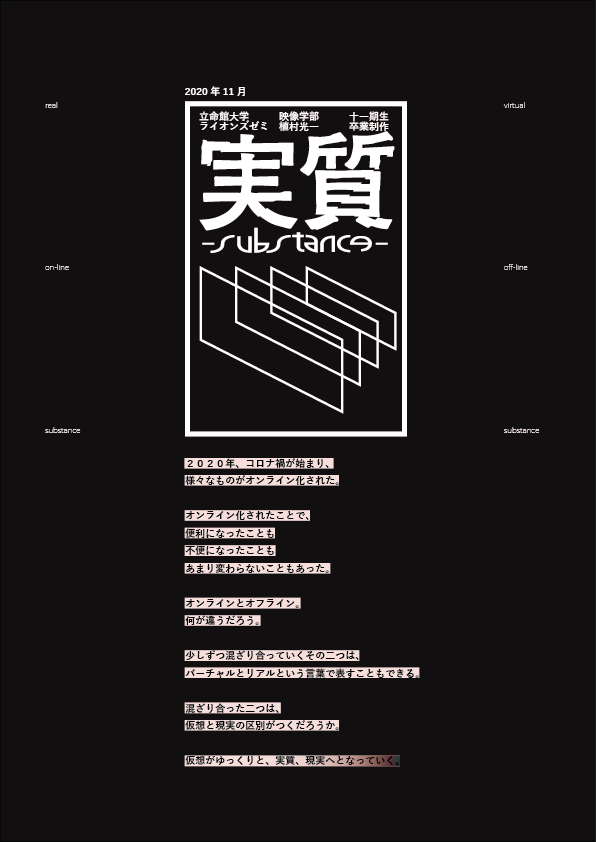 2020 年 11 月
real
virtual
立命館大学 映像学部 十一期生
ライオンズゼミ 植村光一 卒業制作
実質
-substance-
on-line
off-line
substance
substance
２０２０年、コロナ禍が始まり、
様々なものがオンライン化された。
オンライン化されたことで、
便利になったことも
不便になったことも
あまり変わらないこともあった。
オンラインとオフライン。
何が違うだろう。
少しずつ混ざり合っていくその二つは、
バーチャルとリアルという言葉で表すこともできる。
混ざり合った二つは、
仮想と現実の区別がつくだろうか。
仮想がゆっくりと、実質、現実へとなっていく。